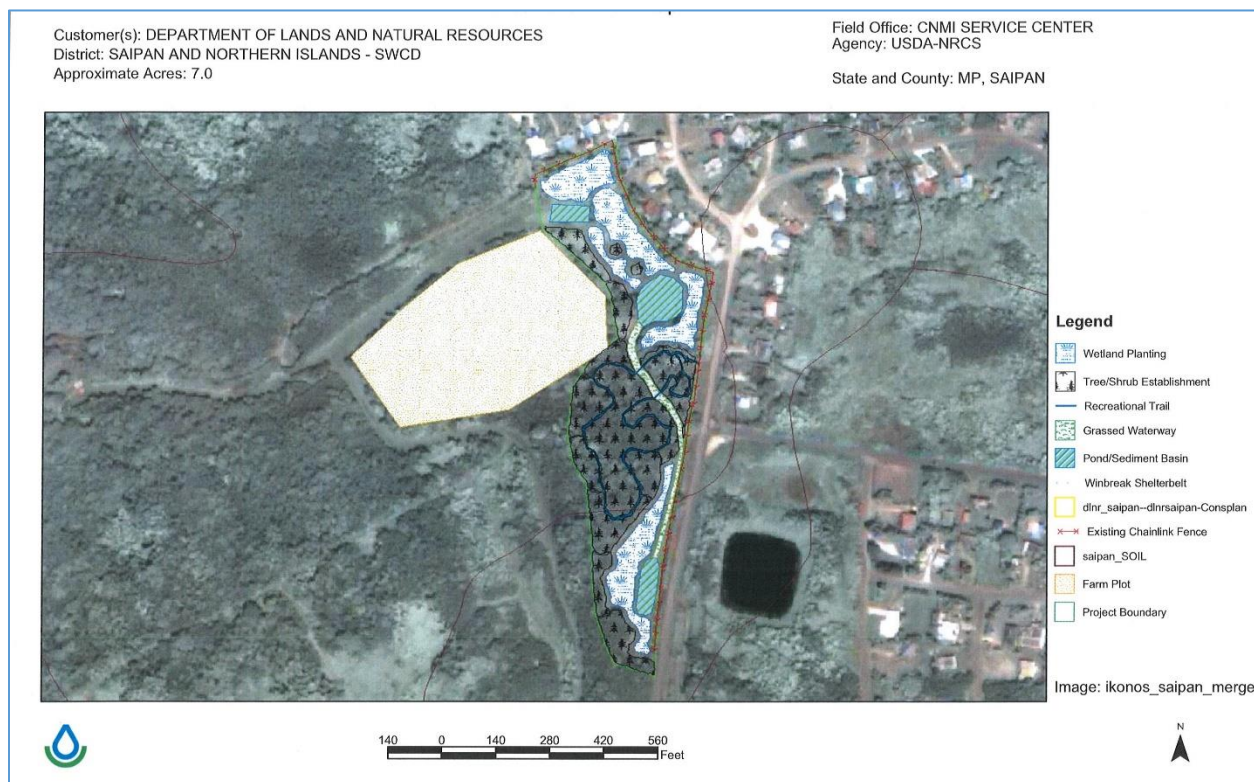 Customer(s): DEPARTMENT OF LANDS AND NATURAL RESOURCES
District: SAIPAN AND NORTHERN ISLANDS - SWCD
Approximate Acres: 7.0
Field Office: CNMI SERVICE CENTER
Agency: USDA-NRCS
State and County: MP, SAIPAN
Legend
Wetland Planting
Tree/Shrub Establishment
Recreational Trail
Grassed Waterway
Pond/Sediment Basin
Winbreak Shelterbelt
dlnr_saipan--dlnrsaipan-Consplan
Existing Chainlink Fence
saipan_SOIL
Farm Plot
Project Boundary
Image: ikonos_saipan_merge
140 0 140 280 420 560
Feet
N